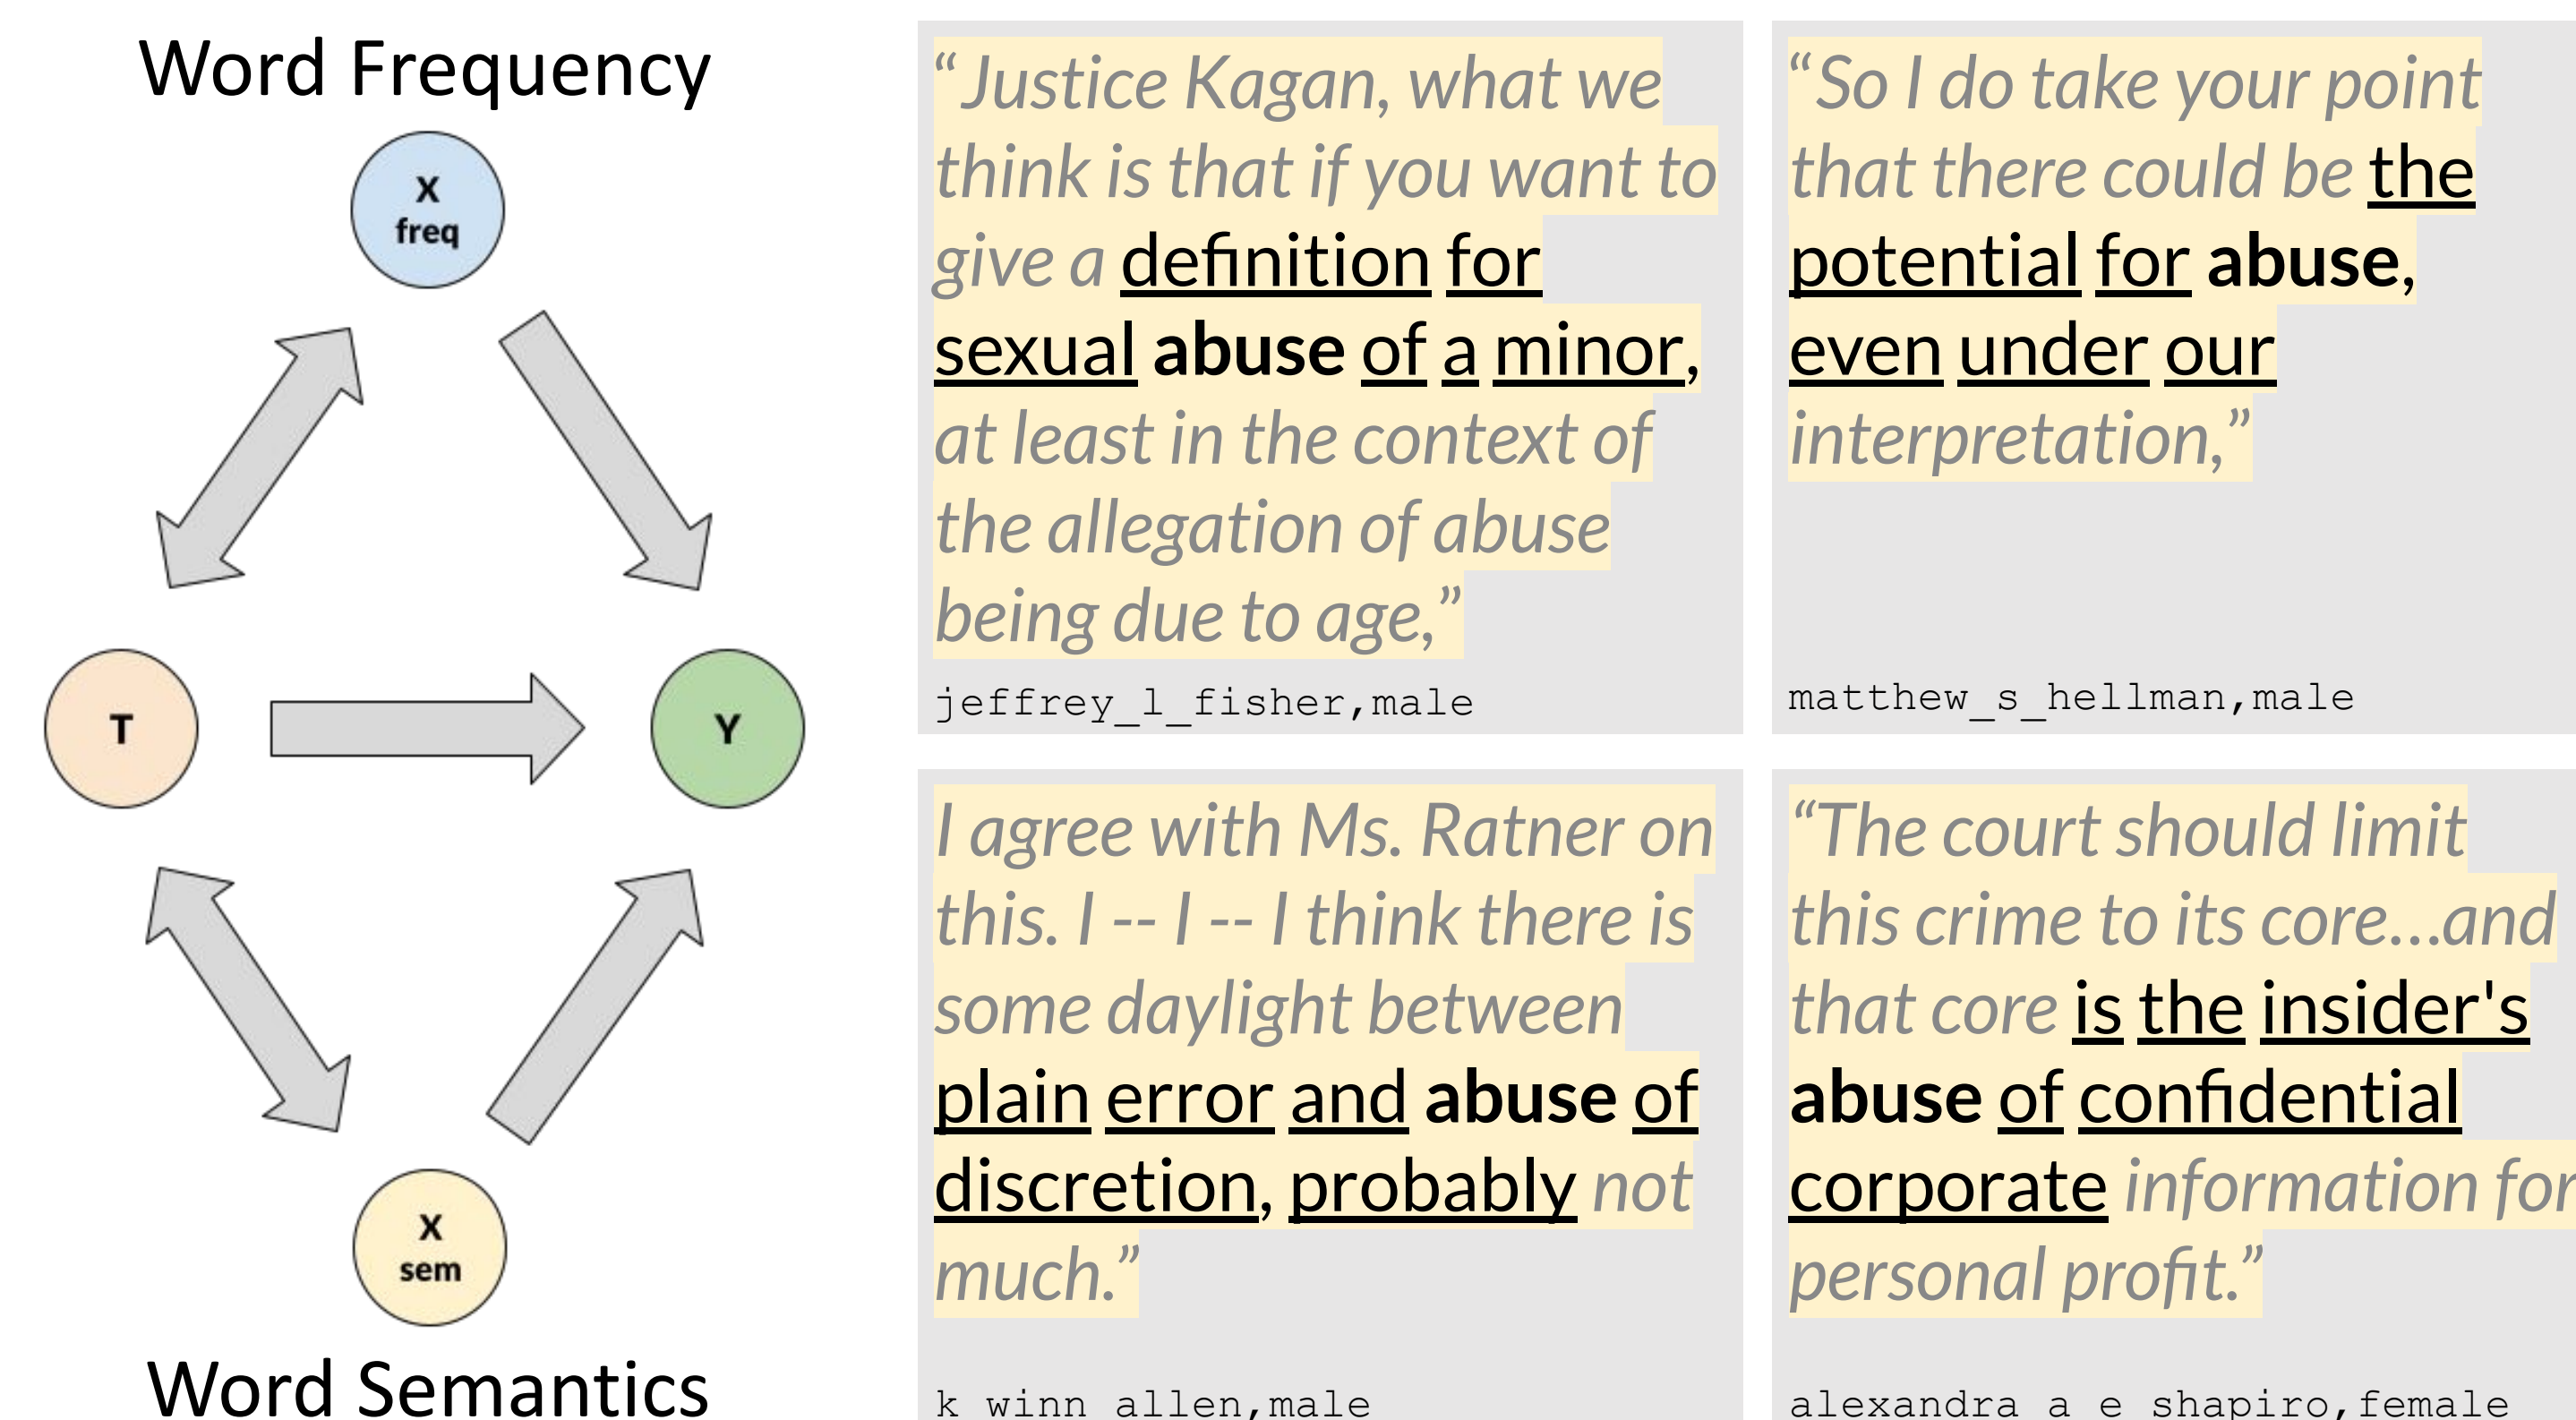 Word Frequency
X
freq
T
Y
X
sem
Word Semantics
“Justice Kagan, what we
think is that if you want to
give a definition for
sexual abuse of a minor,
at least in the context of
the allegation of abuse
being due to age,”
jeffrey_l_fisher,male
“So I do take your point
that there could be the
potential for abuse,
even under our
interpretation,”
matthew_s_hellman,male
I agree with Ms. Ratner on
this. I -- I -- I think there is
some daylight between
plain error and abuse of
discretion, probably not
much.”
k winn allen,male
“The court should limit
this crime to its core...and
that core is the insider's
abuse of confidential
corporate information for
personal profit.”
alexandra a e shapiro,female